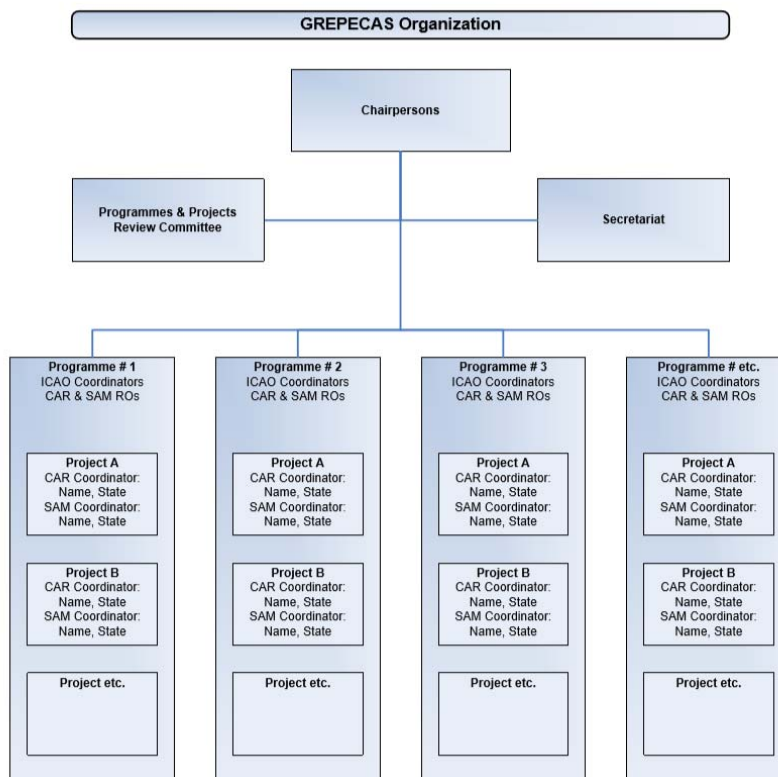 GREPECAS Organization
Chairpersons
Programmes & Projects
Review Committee
Secretariat
Programme # 1
ICAO Coordinators
CAR & SAM ROs
Project A
CAR Coordinator:
Name, State
SAM Coordinator:
Name, State
Project B
CAR Coordinator:
Name, State
SAM Coordinator:
Name, State
Project etc.
Programme # 2
ICAO Coordinators
CAR & SAM ROs
Project A
CAR Coordinator:
Name, State
SAM Coordinator:
Name, State
Project B
CAR Coordinator:
Name, State
SAM Coordinator:
Name, State
Project etc.
Programme # 3
ICAO Coordinators
CAR & SAM ROs
Project A
CAR Coordinator:
Name, State
SAM Coordinator:
Name, State
Project B
CAR Coordinator:
Name, State
SAM Coordinator:
Name, State
Project etc.
Programme # etc.
ICAO Coordinators
CAR & SAM ROs
Project A
CAR Coordinator:
Name, State
SAM Coordinator:
Name, State
Project B
CAR Coordinator:
Name, State
SAM Coordinator:
Name, State
Project etc.